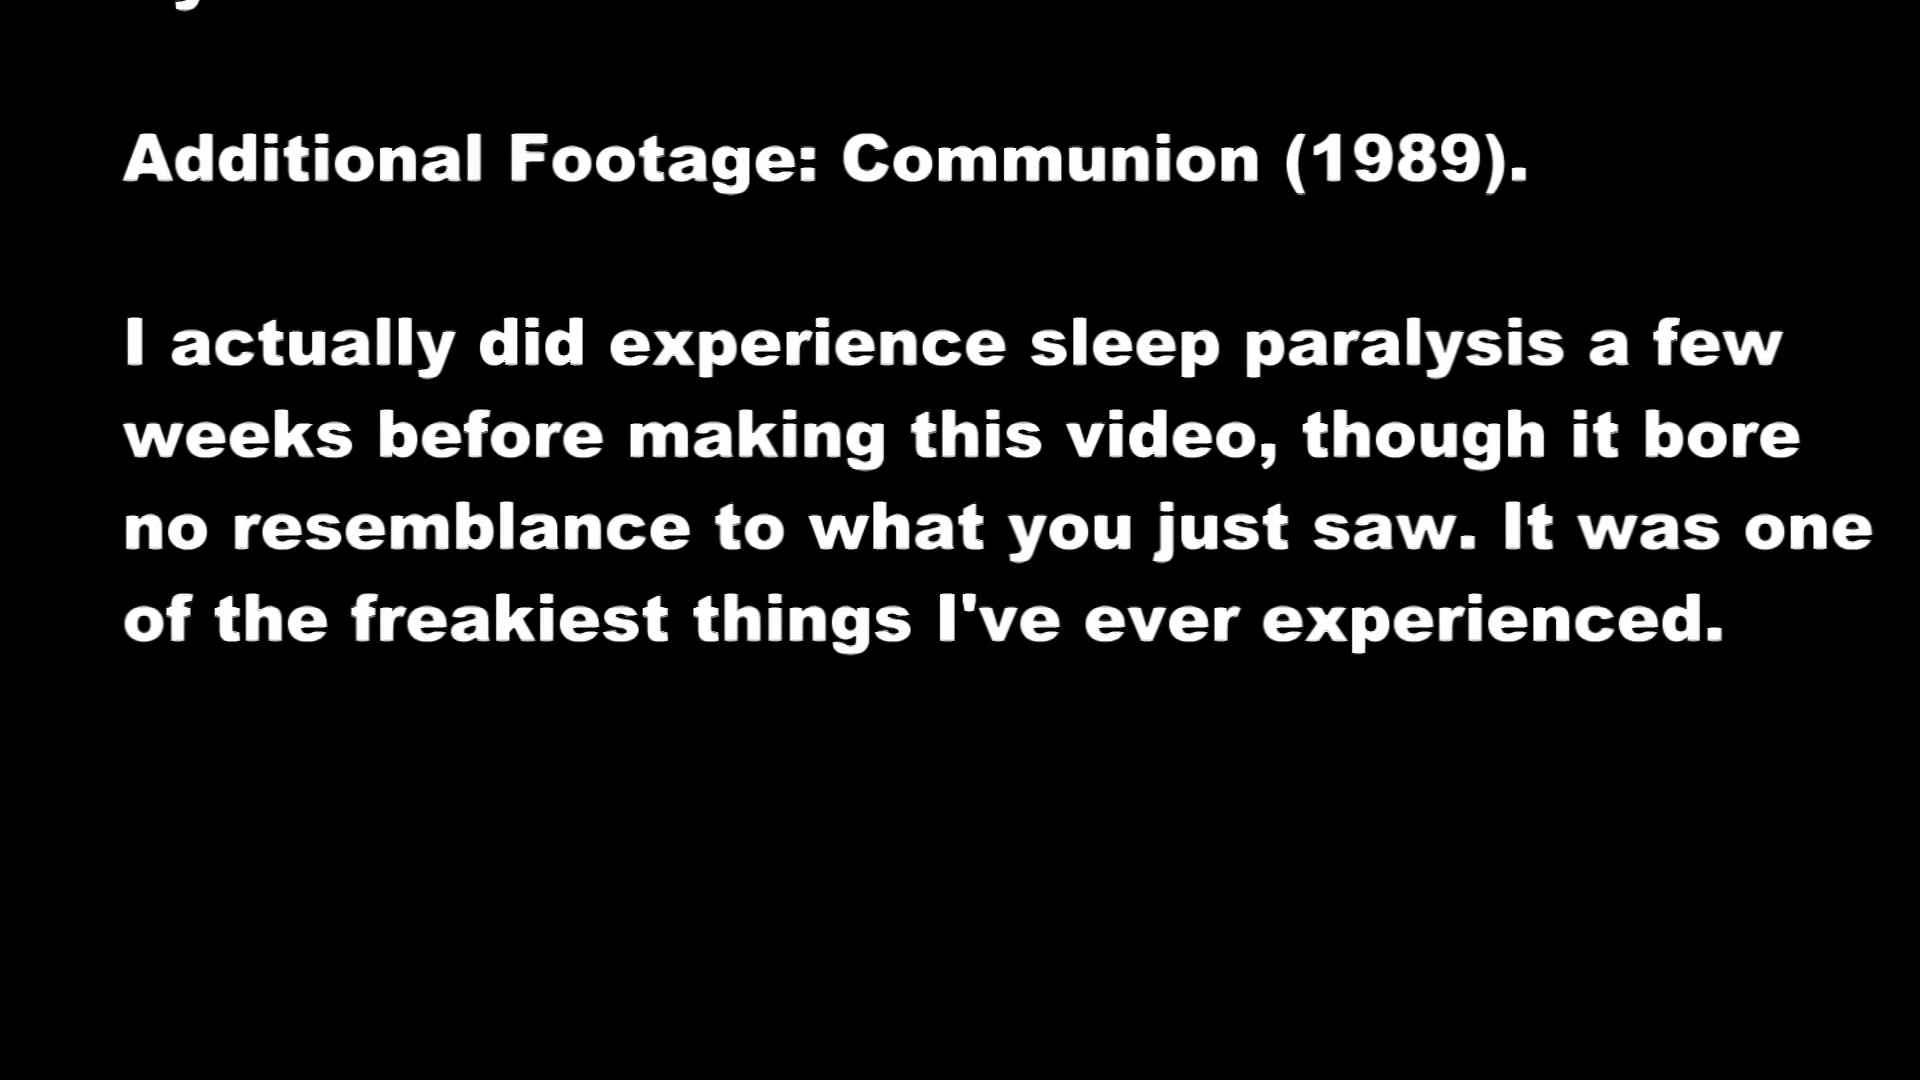 Additional Footage: Communion (1989).
I actually did experience sleep paralysis a few
weeks before making this video, though it bore
no resemblance to what you just saw. It was one
of the freakiest things I've ever experienced.